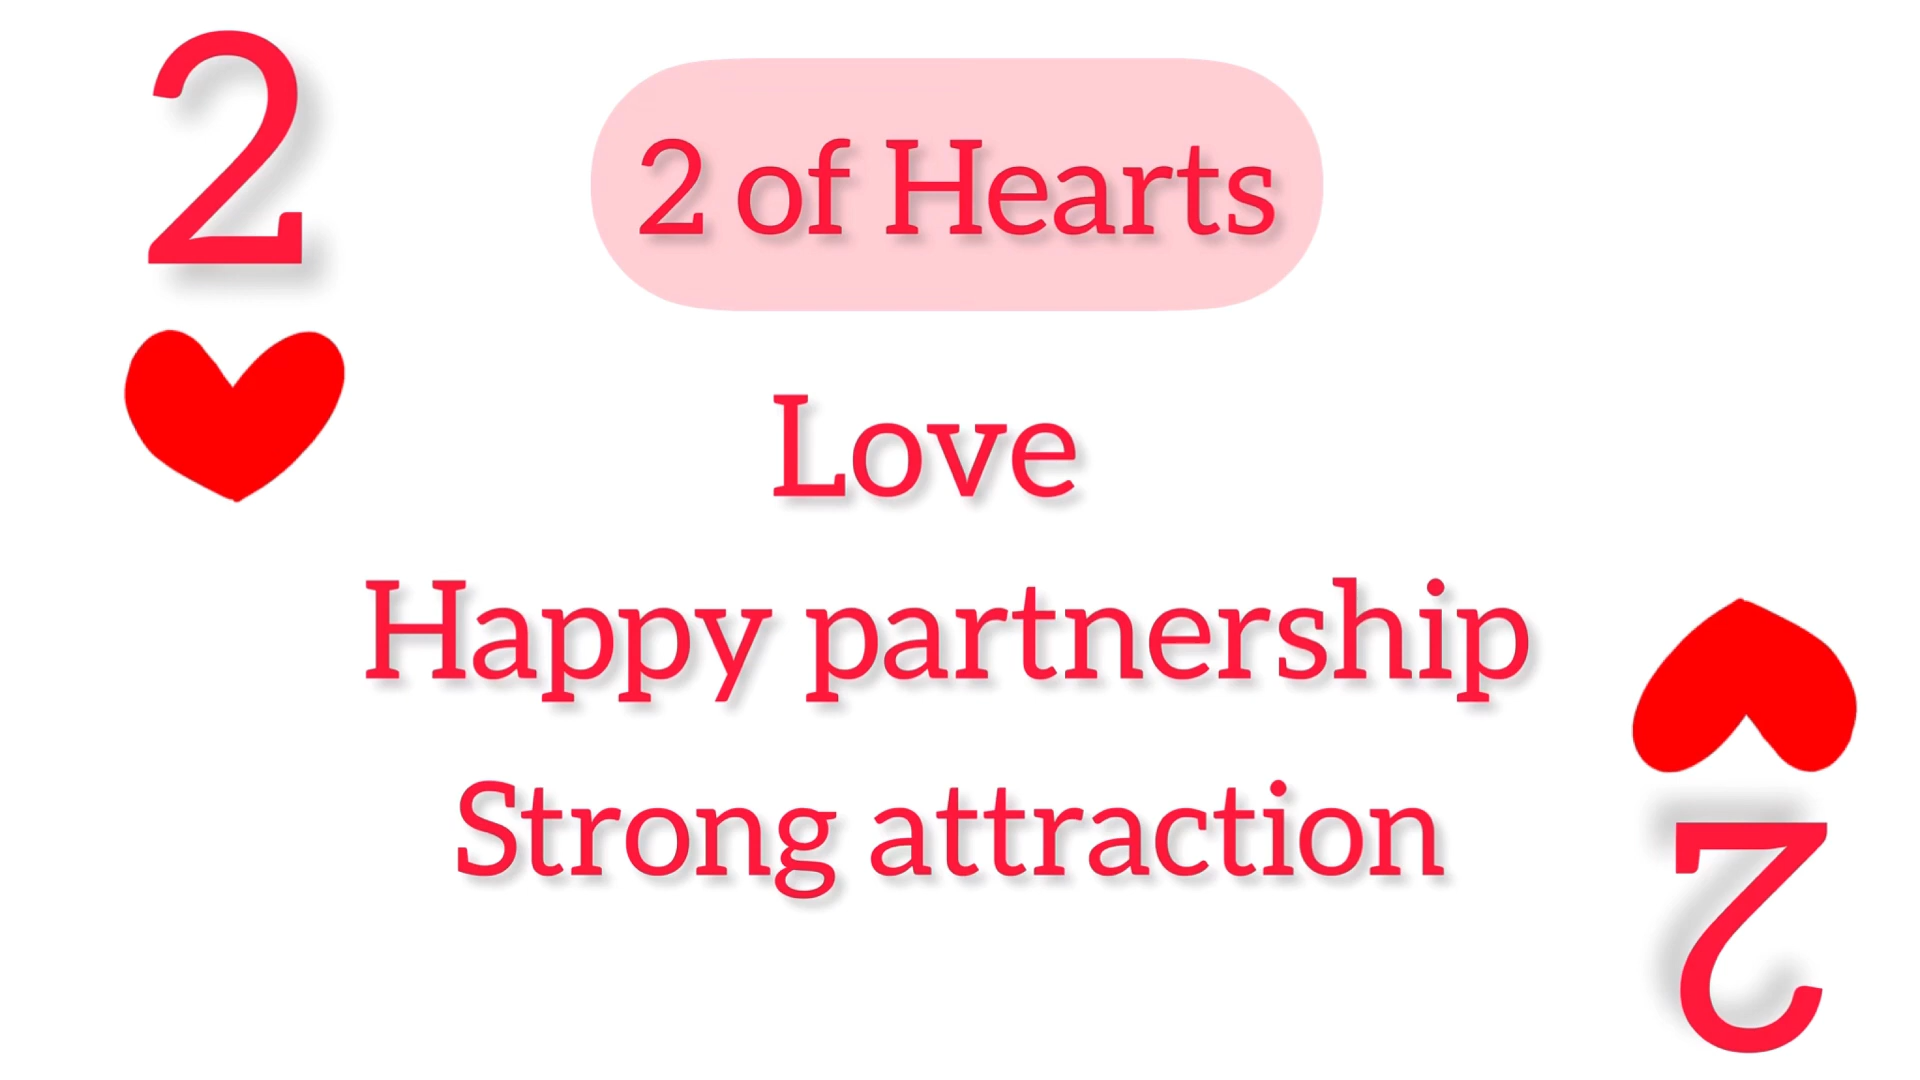 2
2 of Hearts
Love
Happy partnership
Strong attraction
2